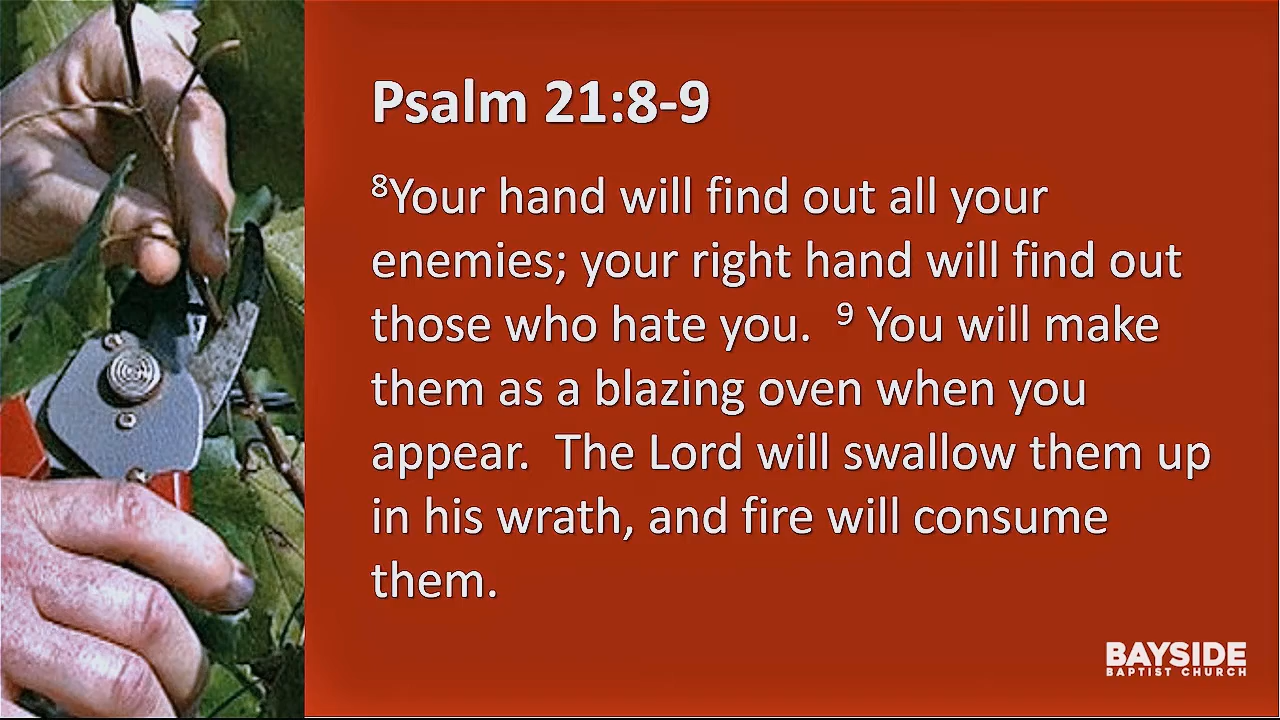 Psalm 21:8-9
⁸Your hand will find out all your
enemies; your right hand will find out
those who hate you.  ⁹ You will make
them as a blazing oven when you
appear.  The Lord will swallow them up
in his wrath, and fire will consume
them.
BAYSIDE
BAPTIST CHURCH